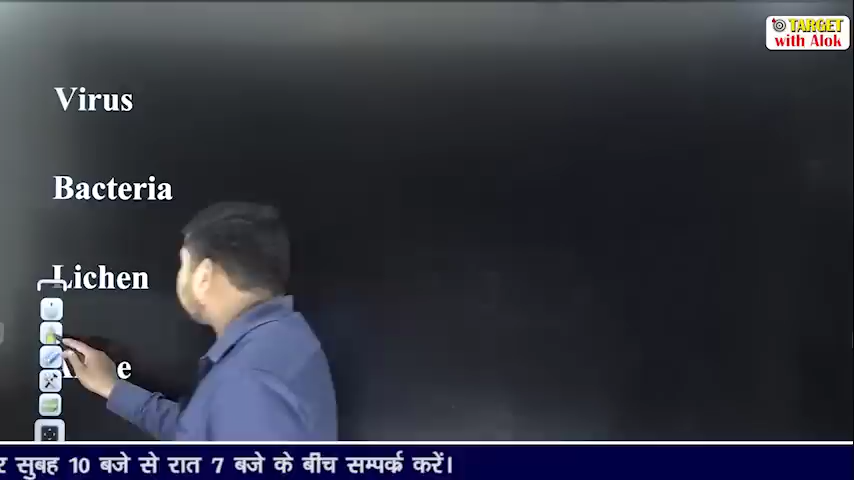 TARGET
with Alok
Virus
Bacteria
Lichen
सुबह 10 बजे से रात 7 बजे के बीच सम्पर्क करें।